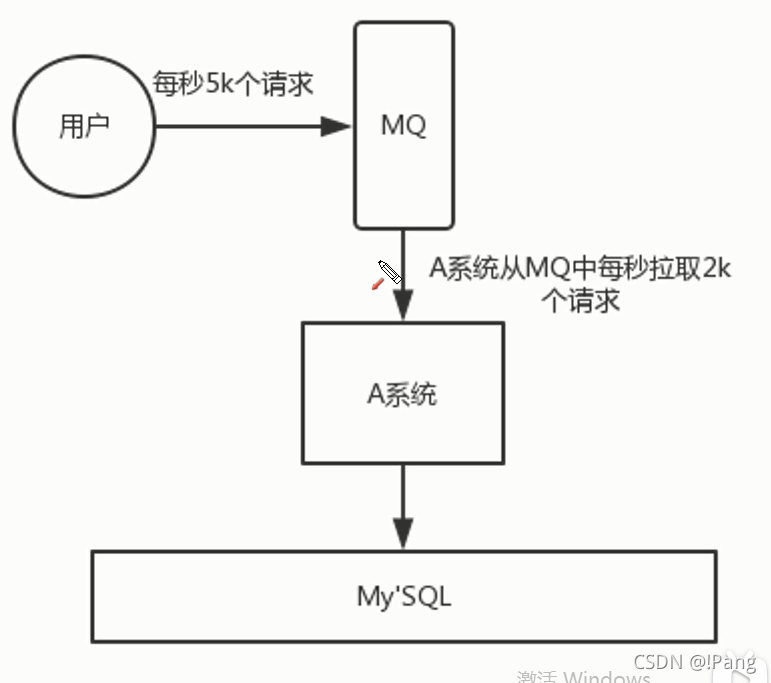 每秒5k个请求
用户
MQ
A系统从MQ中每秒拉取2k
个请求
A系统
My'SQL
CSDN @!Pang
激活 Windows